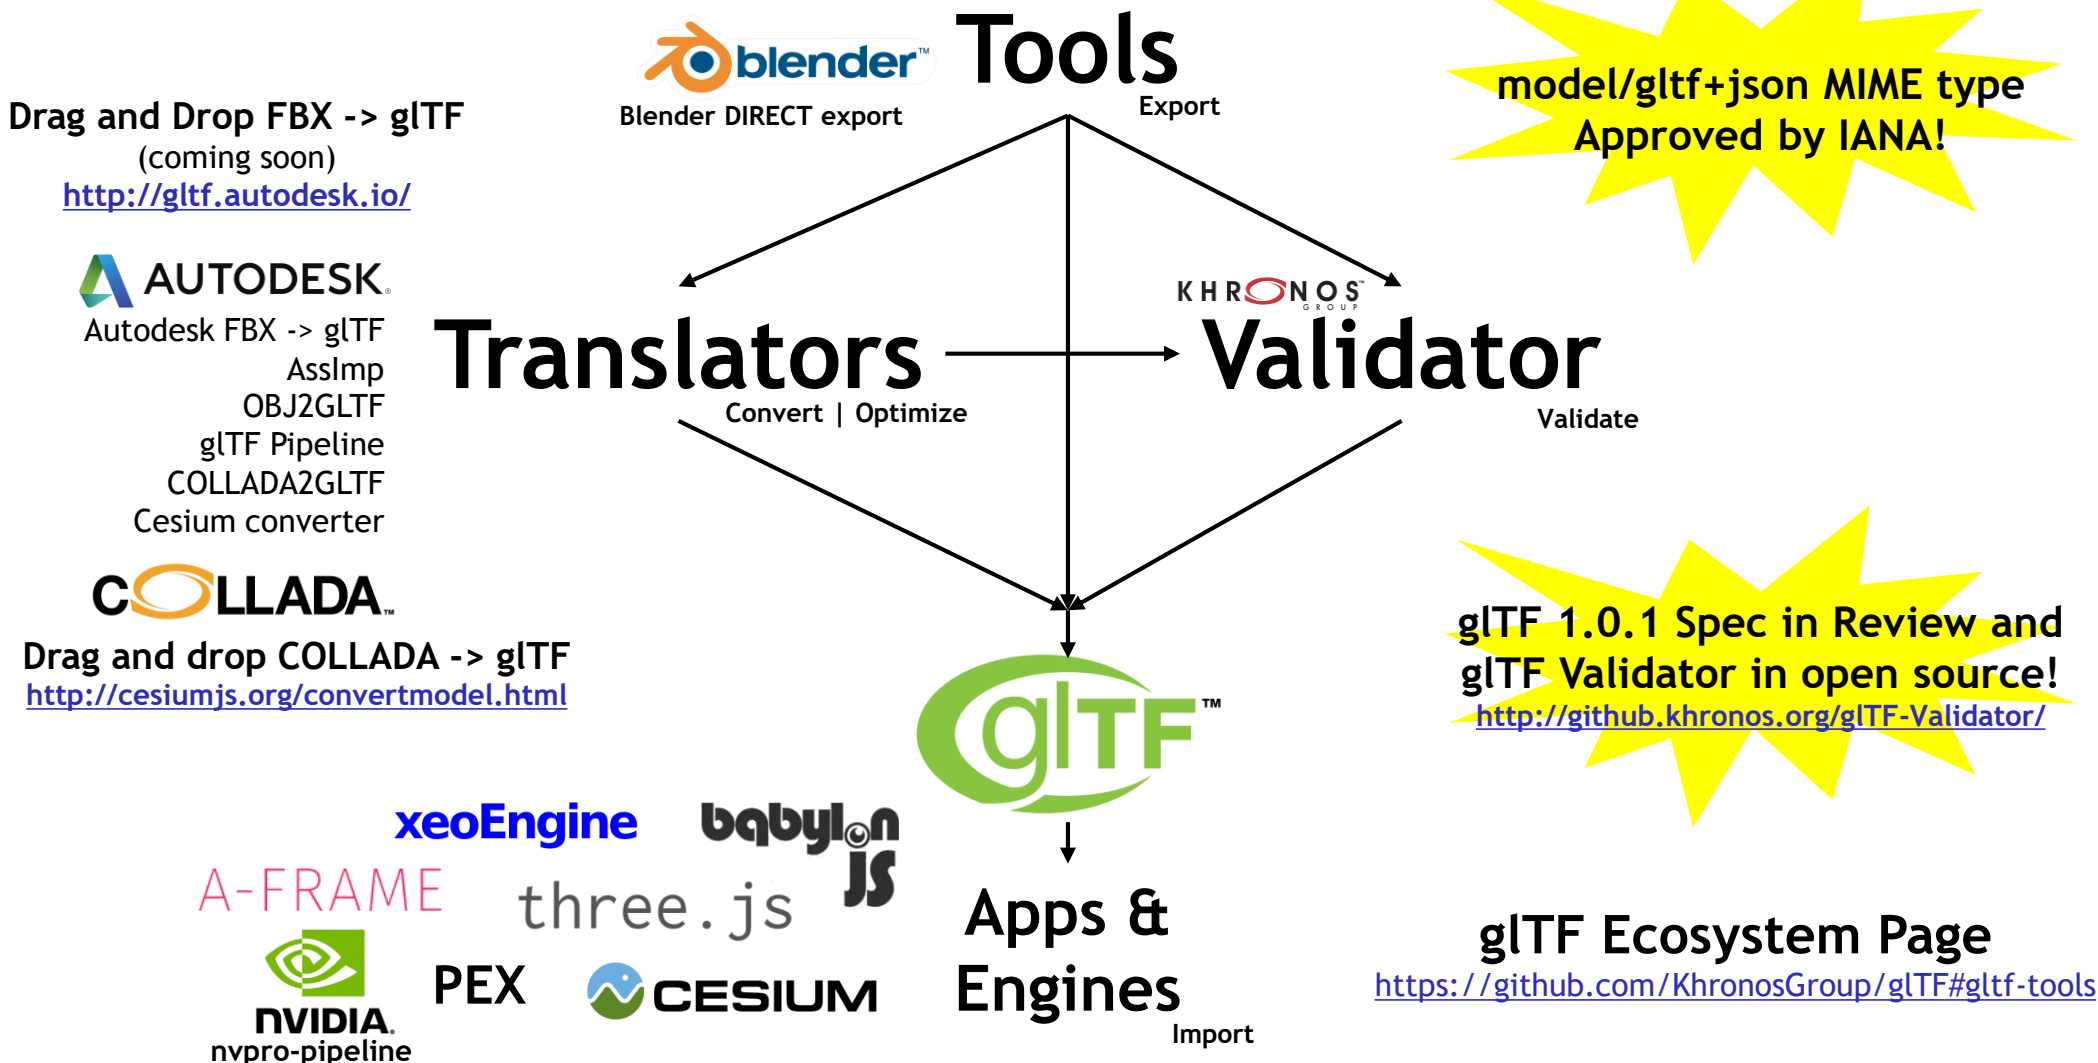 blender™
Tools
Blender DIRECT export
Export
model/gltf+json MIME type
Approved by IANA!
Drag and Drop FBX -> glTF
(coming soon)
http://gltf.autodesk.io/
AUTODESK.
Autodesk FBX -> glTF
AssImp
OBJ2GLTF
glTF Pipeline
COLLADA2GLTF
Cesium converter
COLLADA™
Drag and drop COLLADA -> glTF
http://cesiumjs.org/convertmodel.html
Translators
Convert | Optimize
KHRONOS™
GROUP
Validator
Validate
glTF 1.0.1 Spec in Review and
glTF Validator in open source!
http://github.khronos.org/glTF-Validator/
glTF™
xeoEngine
babylon
JS
A-FRAME
three.js
NVIDIA.
nvpro-pipeline
PEX
CESIUM
Apps &
Engines
Import
glTF Ecosystem Page
https://github.com/KhronosGroup/glTF#gltf-tools